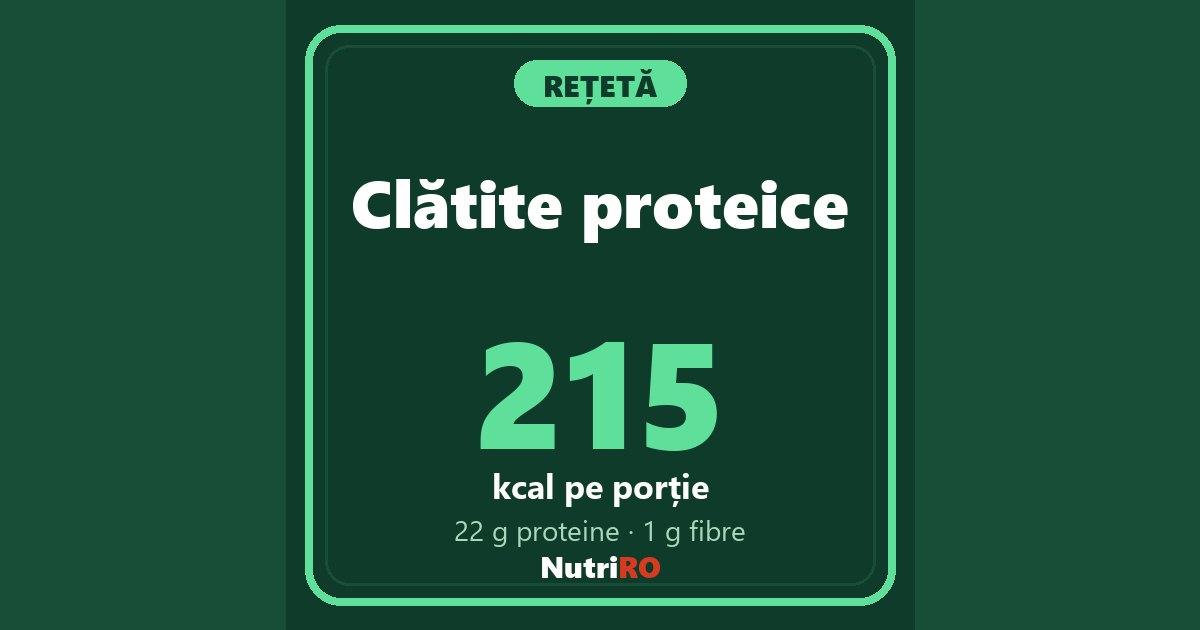 REȚETĂ
Clătite proteice
215
kcal pe porție
22 g proteine · 1 g fibre
NutriRO